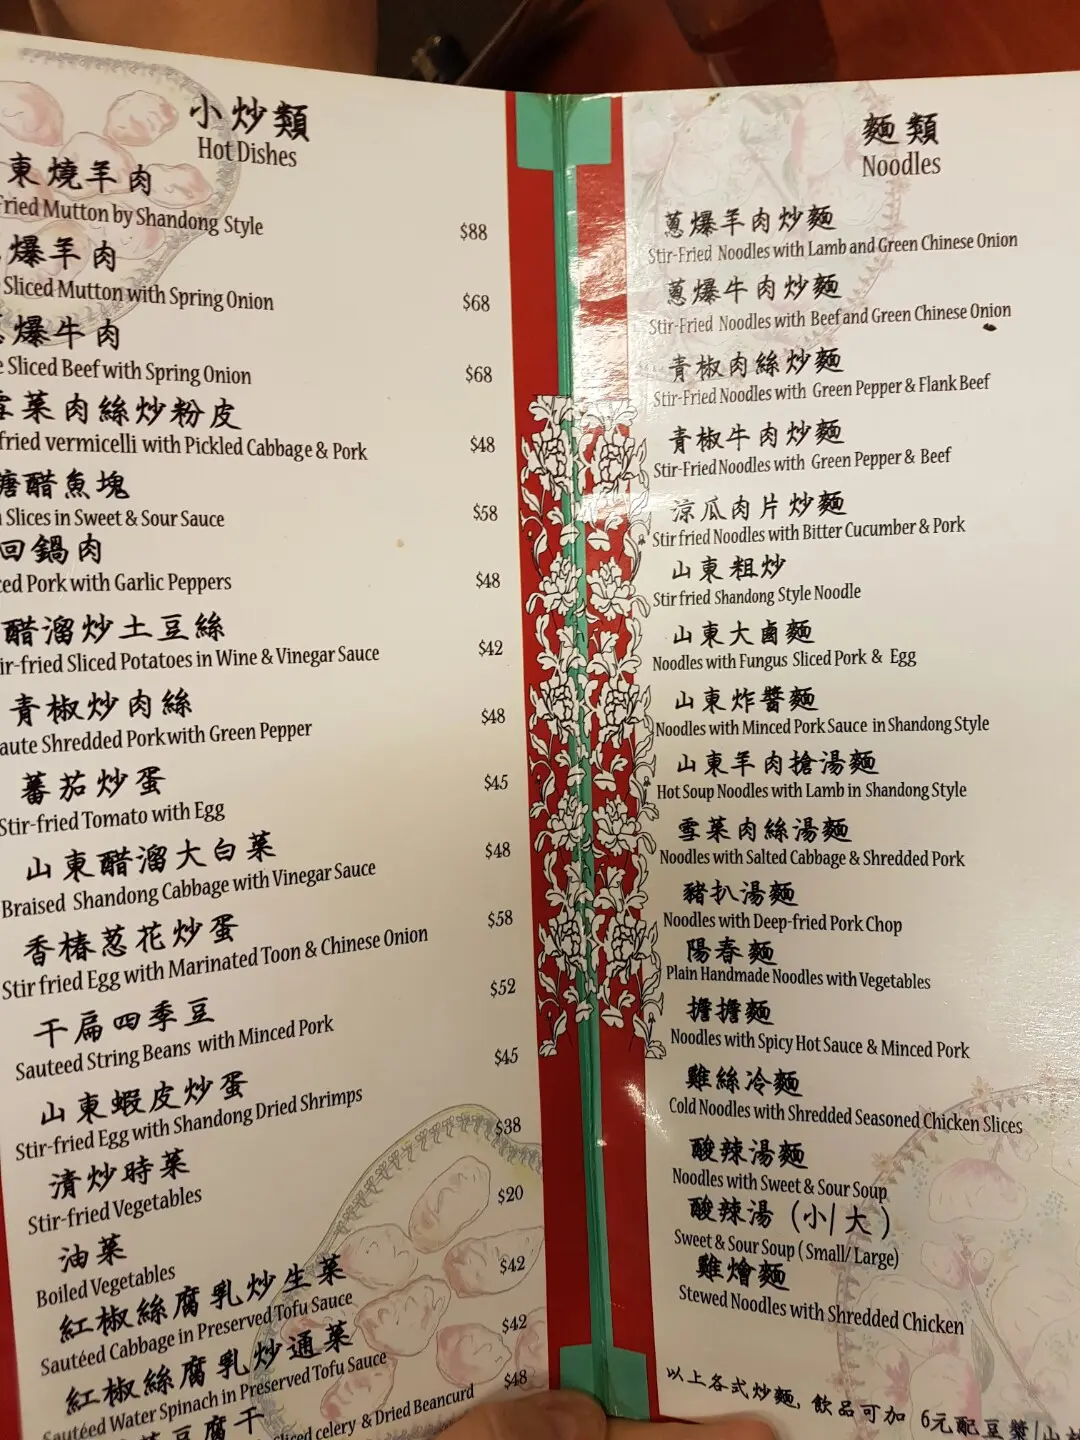 小炒類
Hot Dishes
東燒羊肉
Fried Mutton by Shandong Style
$88
爆羊肉
Sliced Mutton with Spring Onion
$68
爆牛肉
Sliced Beef with Spring Onion
$68
雪菜肉絲炒粉皮
fried vermicelli with Pickled Cabbage & Pork
$48
糖醋魚塊
Slices in Sweet & Sour Sauce
$58
回鍋肉
ced Pork with Garlic Peppers
$48
醋溜炒土豆絲
ir-fried Sliced Potatoes in Wine & Vinegar Sauce
$42
青椒炒肉絲
aute Shredded Pork with Green Pepper
$48
蕃茄炒蛋
Stir-fried Tomato with Egg
$45
山東醋溜大白菜
Braised Shandong Cabbage with Vinegar Sauce
$48
香椿葱花炒蛋
Stir fried Egg with Marinated Toon & Chinese Onion
$58
干扁四季豆
Sauteed String Beans with Minced Pork
$52
山東蝦皮炒蛋
Stir-fried Egg with Shandong Dried Shrimps
$45
清炒時菜
Stir-fried Vegetables
$38
油菜
Boiled Vegetables
$20
紅椒絲腐乳炒生菜
Sautéed Cabbage in Preserved Tofu Sauce
$42
紅椒絲腐乳炒通菜
Sautéed Water Spinach in Preserved Tofu Sauce
$42
豆腐干
sliced celery & Dried Beancurd
$48
麵類
Noodles
蔥爆羊肉炒麵
Stir-Fried Noodles with Lamb and Green Chinese Onion
蔥爆牛肉炒麵
Stir-Fried Noodles with Beef and Green Chinese Onion
青椒肉絲炒麵
Stir-Fried Noodles with Green Pepper & Flank Beef
青椒牛肉炒麵
Stir-Fried Noodles with Green Pepper & Beef
涼瓜肉片炒麵
Stir fried Noodles with Bitter Cucumber & Pork
山東粗炒
Stir fried Shandong Style Noodle
山東大鹵麵
Noodles with Fungus Sliced Pork & Egg
山東炸醬麵
Noodles with Minced Pork Sauce in Shandong Style
山東羊肉搶湯麵
Hot Soup Noodles with Lamb in Shandong Style
雪菜肉絲湯麵
Noodles with Salted Cabbage & Shredded Pork
豬扒湯麵
Noodles with Deep-fried Pork Chop
陽春麵
Plain Handmade Noodles with Vegetables
擔擔麵
Noodles with Spicy Hot Sauce & Minced Pork
雞絲冷麵
Cold Noodles with Shredded Seasoned Chicken Slices
酸辣湯麵
Noodles with Sweet & Sour Soup
酸辣湯 (小/大)
Sweet & Sour Soup (Small/Large)
雞燴麵
Stewed Noodles with Shredded Chicken
以上各式炒麵, 飲品可加 6元配豆漿/山